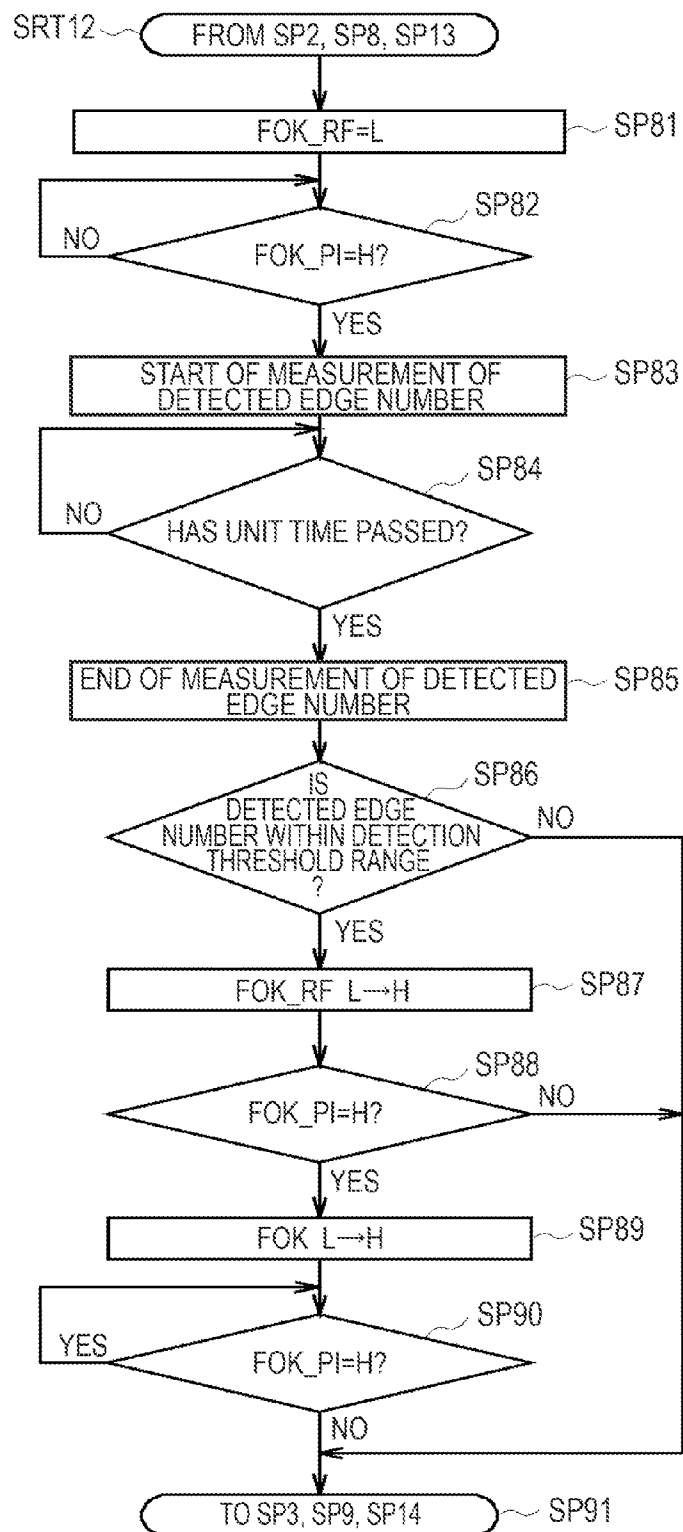 SRT12
FROM SP2, SP8, SP13
FOK_RF=L
SP81
SP82
NO
FOK_PI=H?
YES
START OF MEASUREMENT OF
DETECTED EDGE NUMBER
SP83
SP84
NO
HAS UNIT TIME PASSED?
YES
END OF MEASUREMENT OF DETECTED
EDGE NUMBER
SP85
SP86
IS
DETECTED EDGE
NUMBER WITHIN DETECTION
THRESHOLD RANGE
?
NO
YES
FOK_RF L→H
SP87
SP88
FOK_PI=H?
NO
YES
FOK L→H
SP89
SP90
YES
FOK_PI=H?
NO
TO SP3, SP9, SP14
SP91